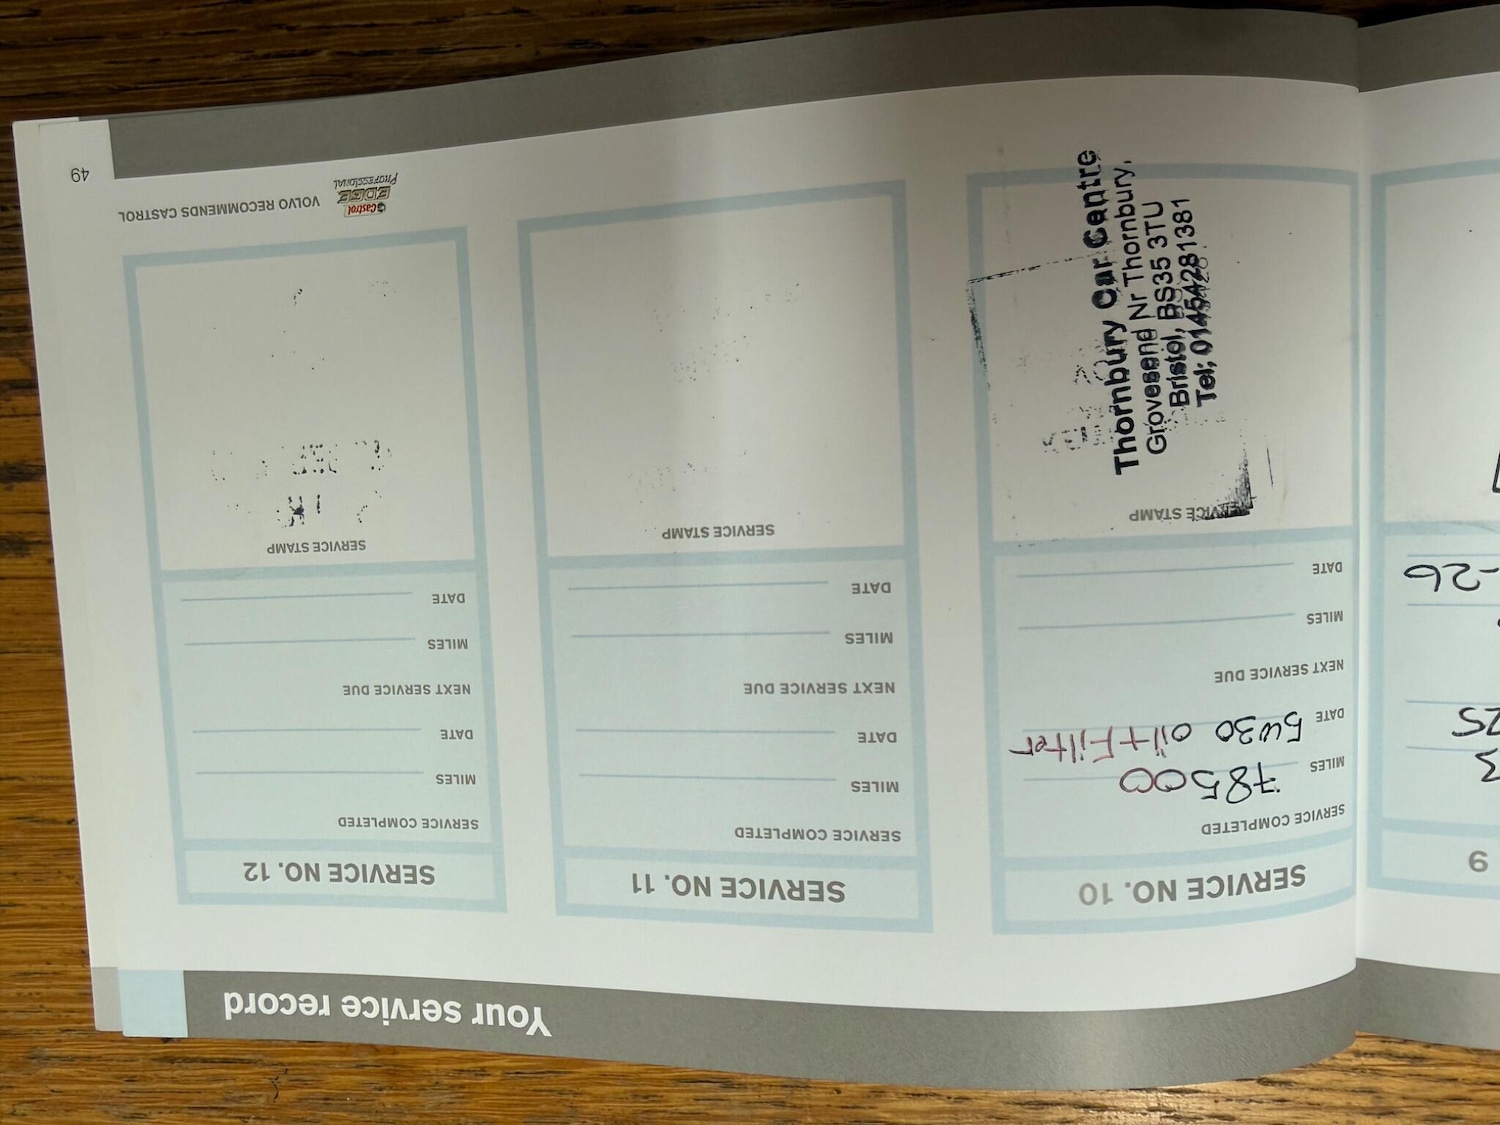 Your service record
SERVICE NO. 10
SERVICE COMPLETED
MILES 78500
DATE 5W30 oil+Filter
NEXT SERVICE DUE
MILES
DATE
SERVICE STAMP
Thornbury Car Centre
Grovesend Nr Thornbury,
Bristol, BS35 3TU
Tel; 01454281381
SERVICE NO. 11
SERVICE COMPLETED
MILES
DATE
NEXT SERVICE DUE
MILES
DATE
SERVICE STAMP
SERVICE NO. 12
SERVICE COMPLETED
MILES
DATE
NEXT SERVICE DUE
MILES
DATE
SERVICE STAMP
Castrol
EDGE
PROFESSIONAL
VOLVO RECOMMENDS CASTROL
49
9
3
25
-26